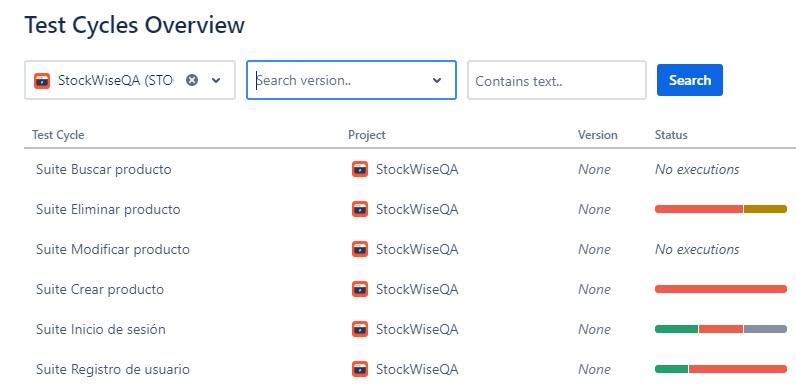 Test Cycles Overview
StockWiseQA (STO Search version.. Contains text.. Search
Test Cycle Project Version Status
Suite Buscar producto StockWiseQA None No executions
Suite Eliminar producto StockWiseQA None
Suite Modificar producto StockWiseQA None No executions
Suite Crear producto StockWiseQA None
Suite Inicio de sesión StockWiseQA None
Suite Registro de usuario StockWiseQA None